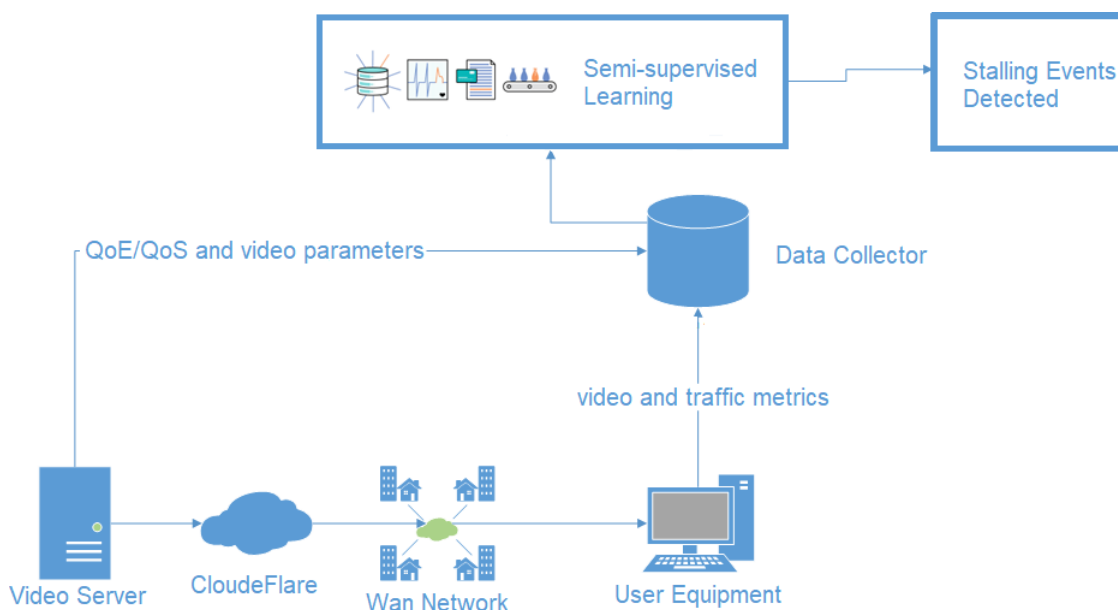 Semi-supervised
Learning
Stalling Events
Detected
QoE/QoS and video parameters
Data Collector
video and traffic metrics
Video Server
CloudeFlare
Wan Network
User Equipment